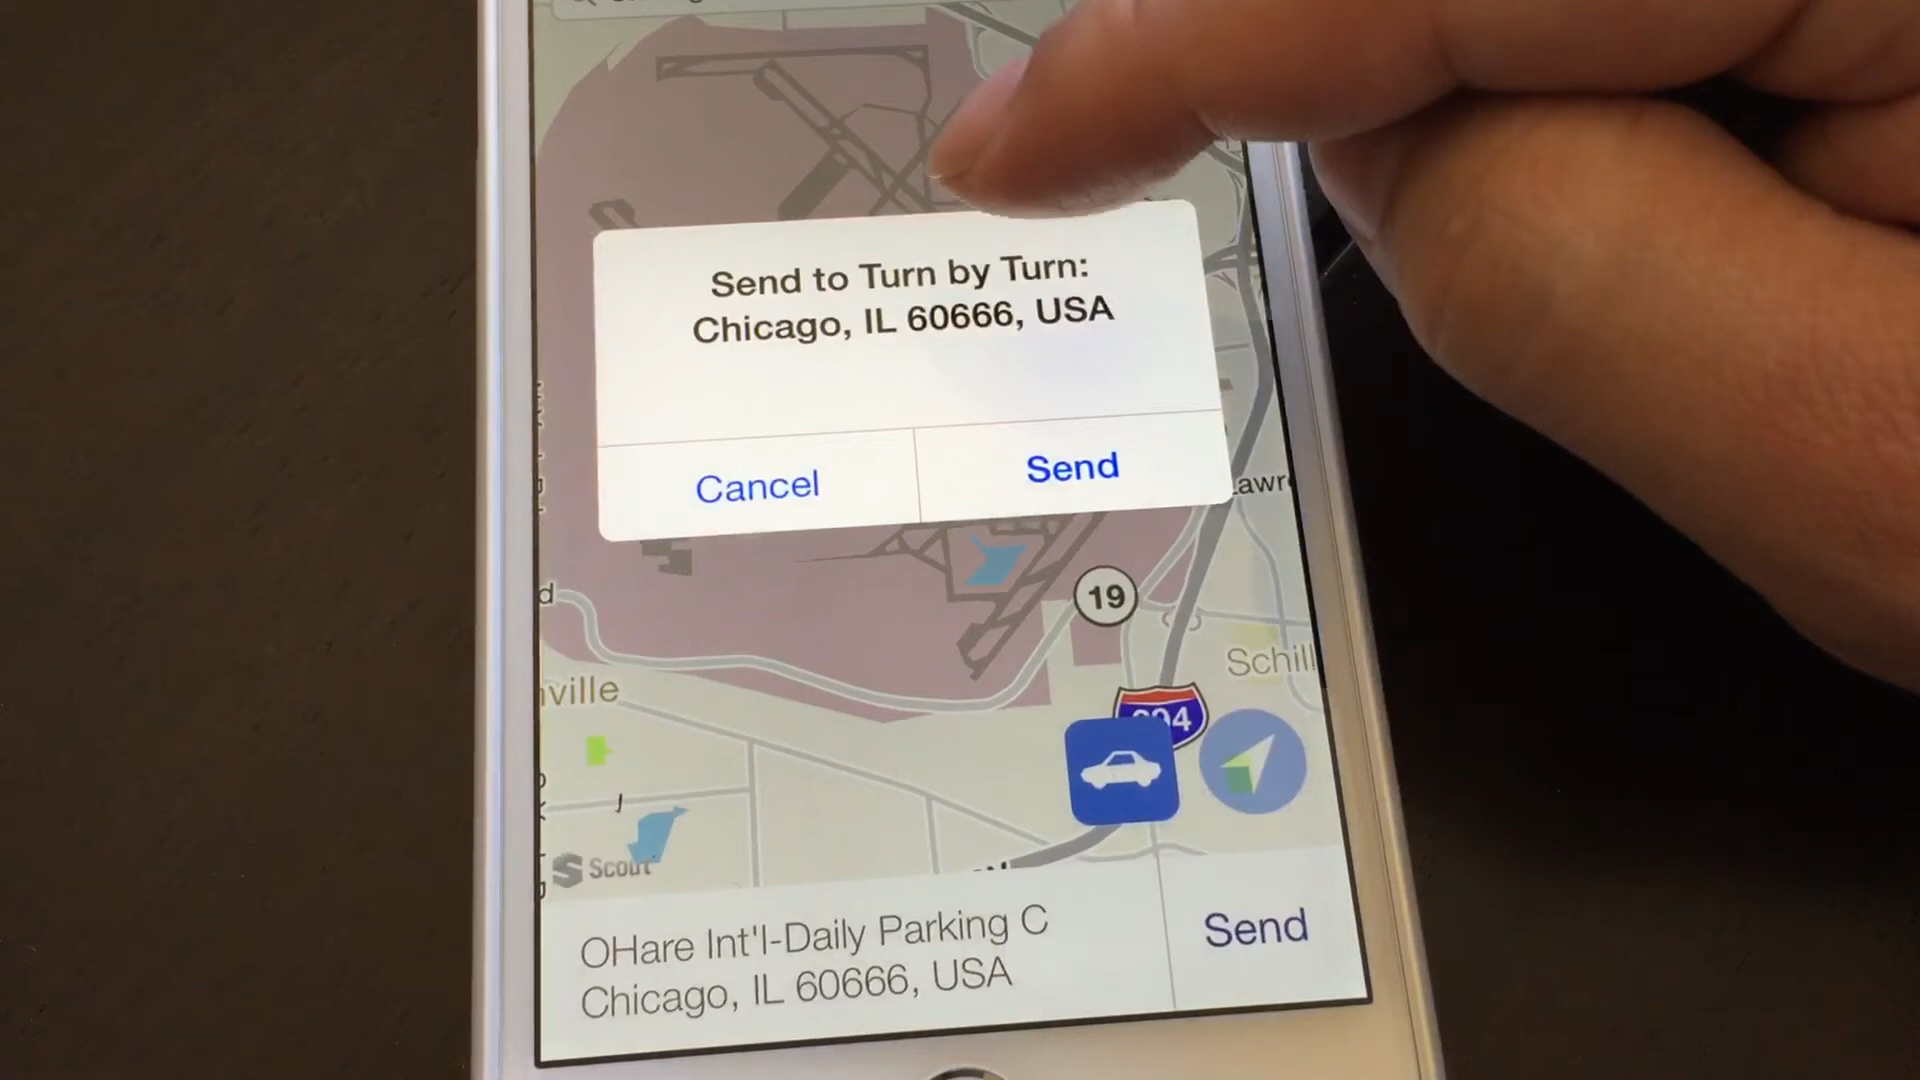 Send to Turn by Turn:
Chicago, IL 60666, USA
Cancel
Send
19
Schill
ville
Scout
OHare Int'l-Daily Parking C
Chicago, IL 60666, USA
Send